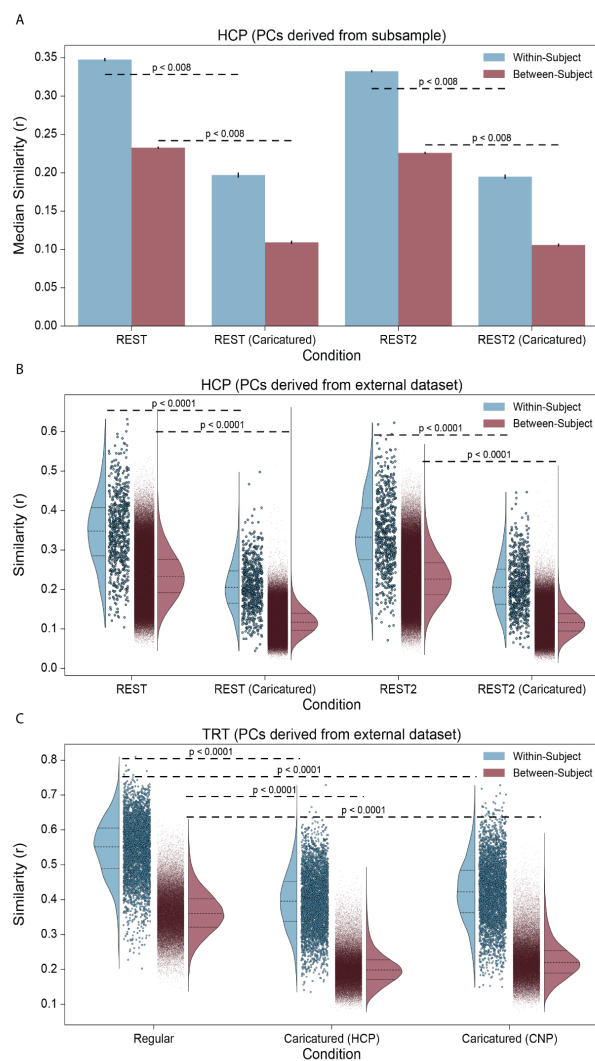 A
HCP (PCs derived from subsample)
Within-Subject
Between-Subject
p < 0.008
p < 0.008
p < 0.008
p < 0.008
Median Similarity (r)
0.35
0.30
0.25
0.20
0.15
0.10
0.05
0.00
REST
REST (Caricatured)
REST2
REST2 (Caricatured)
Condition
B
HCP (PCs derived from external dataset)
Within-Subject
Between-Subject
p < 0.0001
p < 0.0001
p < 0.0001
p < 0.0001
Similarity (r)
0.6
0.5
0.4
0.3
0.2
0.1
0.0
REST
REST (Caricatured)
REST2
REST2 (Caricatured)
Condition
C
TRT (PCs derived from external dataset)
Within-Subject
Between-Subject
p < 0.0001
p < 0.0001
p < 0.0001
p < 0.0001
Similarity (r)
0.8
0.7
0.6
0.5
0.4
0.3
0.2
0.1
Regular
Caricatured (HCP)
Caricatured (CNP)
Condition